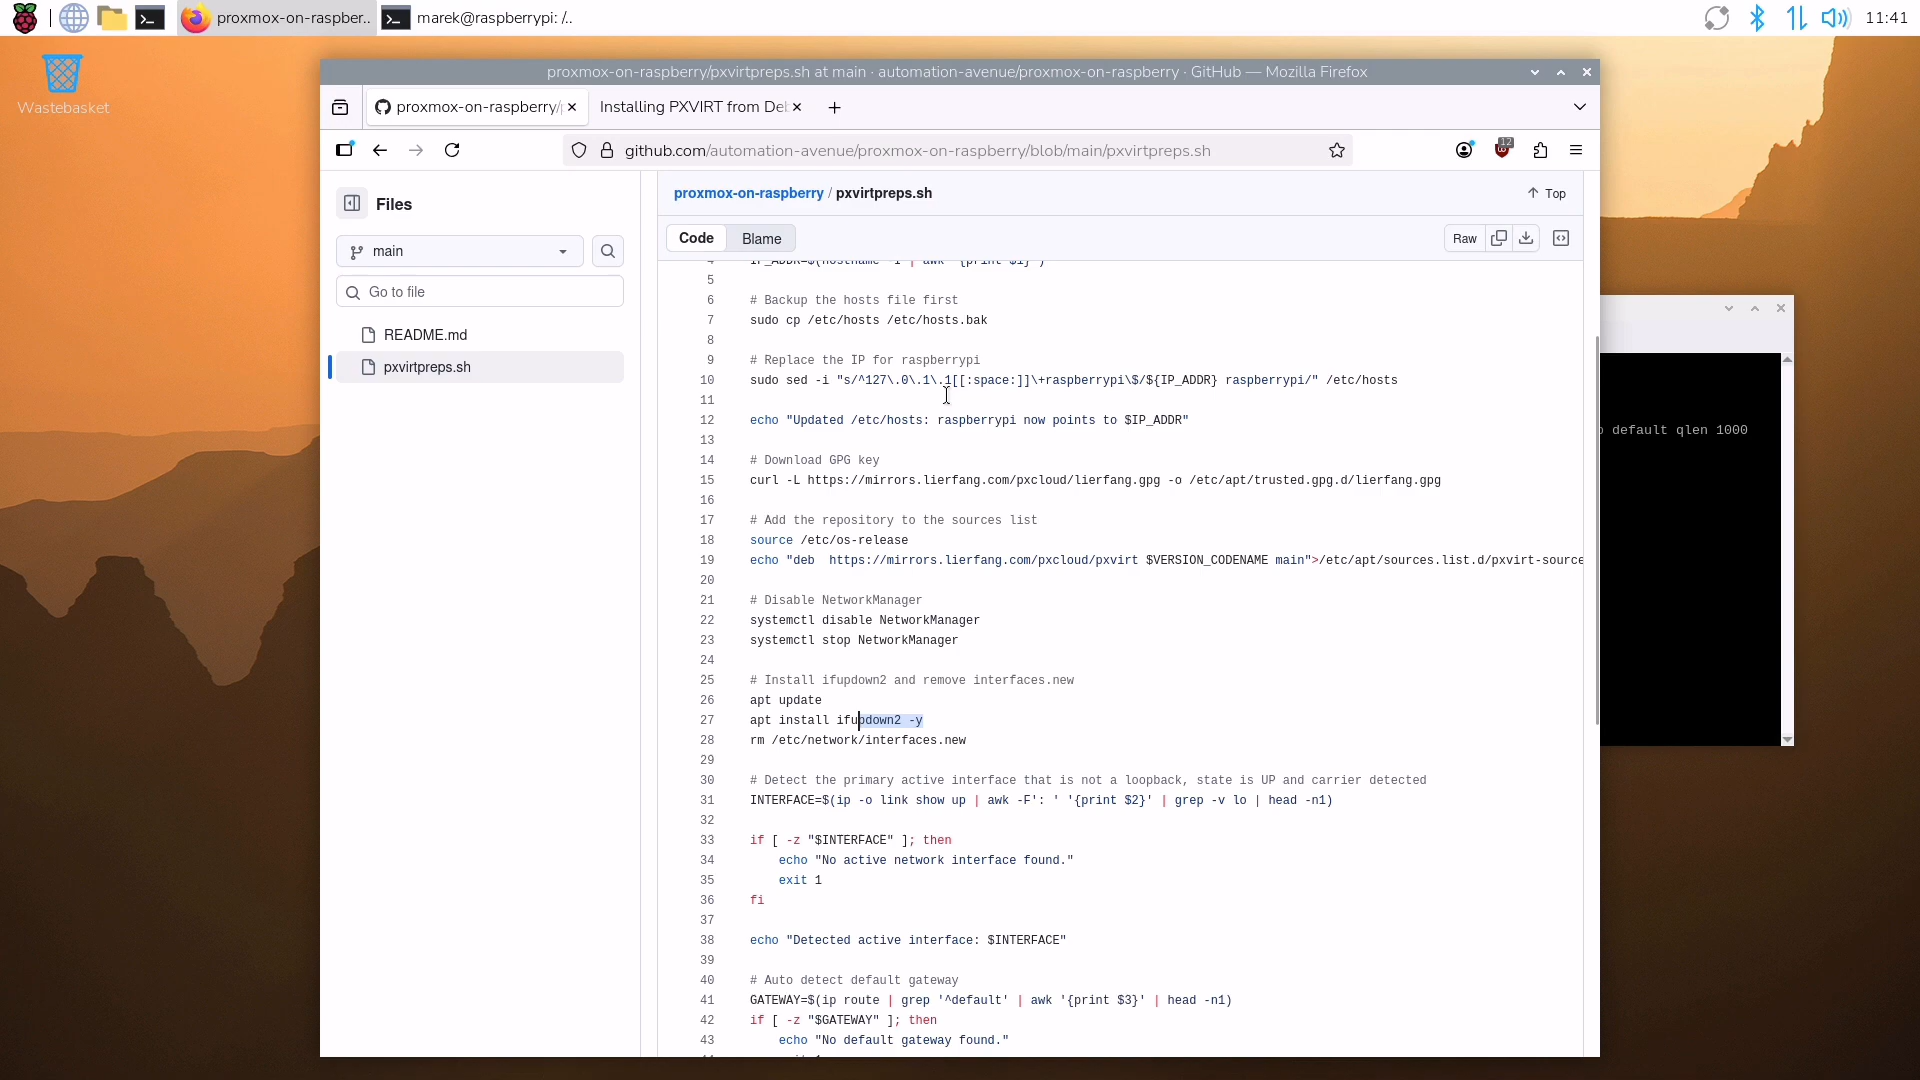 proxmox-on-raspber..
marek@raspberrypi: /..
11:41
Wastebasket
proxmox-on-raspberry/pxvirtpreps.sh at main · automation-avenue/proxmox-on-raspberry · GitHub — Mozilla Firefox
proxmox-on-raspberry/
Installing PXVIRT from De
github.com/automation-avenue/proxmox-on-raspberry/blob/main/pxvirtpreps.sh
12
Files
main
Go to file
README.md
pxvirtpreps.sh
proxmox-on-raspberry / pxvirtpreps.sh
Top
Code
Blame
Raw
4 IP_ADDR=$(hostname -I | awk '{print $1}')
5
6 # Backup the hosts file first
7 sudo cp /etc/hosts /etc/hosts.bak
8
9 # Replace the IP for raspberrypi
10 sudo sed -i "s/^127\.0\.1\.1[[:space:]]\+raspberrypi\$/${IP_ADDR} raspberrypi/" /etc/hosts
11
12 echo "Updated /etc/hosts: raspberrypi now points to $IP_ADDR"
13
14 # Download GPG key
15 curl -L https://mirrors.lierfang.com/pxcloud/lierfang.gpg -o /etc/apt/trusted.gpg.d/lierfang.gpg
16
17 # Add the repository to the sources list
18 source /etc/os-release
19 echo "deb  https://mirrors.lierfang.com/pxcloud/pxvirt $VERSION_CODENAME main">/etc/apt/sources.list.d/pxvirt-source
20
21 # Disable NetworkManager
22 systemctl disable NetworkManager
23 systemctl stop NetworkManager
24
25 # Install ifupdown2 and remove interfaces.new
26 apt update
27 apt install ifupdown2 -y
28 rm /etc/network/interfaces.new
29
30 # Detect the primary active interface that is not a loopback, state is UP and carrier detected
31 INTERFACE=$(ip -o link show up | awk -F': ' '{print $2}' | grep -v lo | head -n1)
32
33 if [ -z "$INTERFACE" ]; then
34 echo "No active network interface found."
35 exit 1
36 fi
37
38 echo "Detected active interface: $INTERFACE"
39
40 # Auto detect default gateway
41 GATEWAY=$(ip route | grep '^default' | awk '{print $3}' | head -n1)
42 if [ -z "$GATEWAY" ]; then
43 echo "No default gateway found."
default qlen 1000